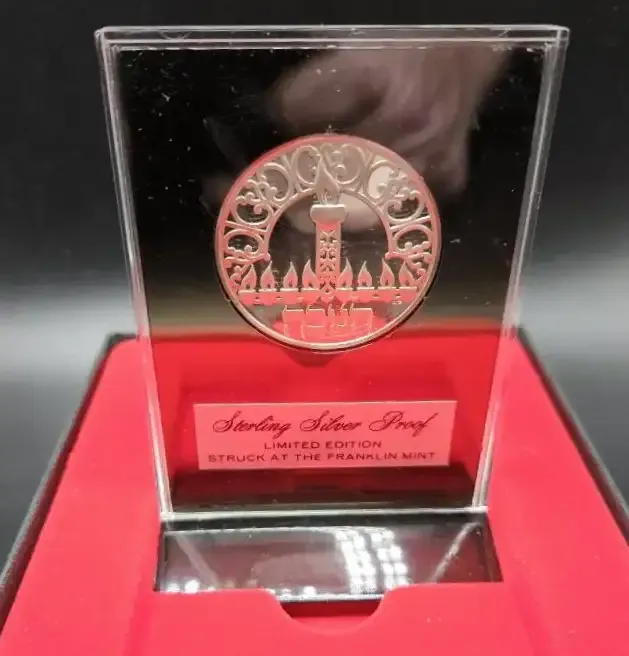 Sterling Silver Proof
LIMITED EDITION
STRUCK AT THE FRANKLIN MINT